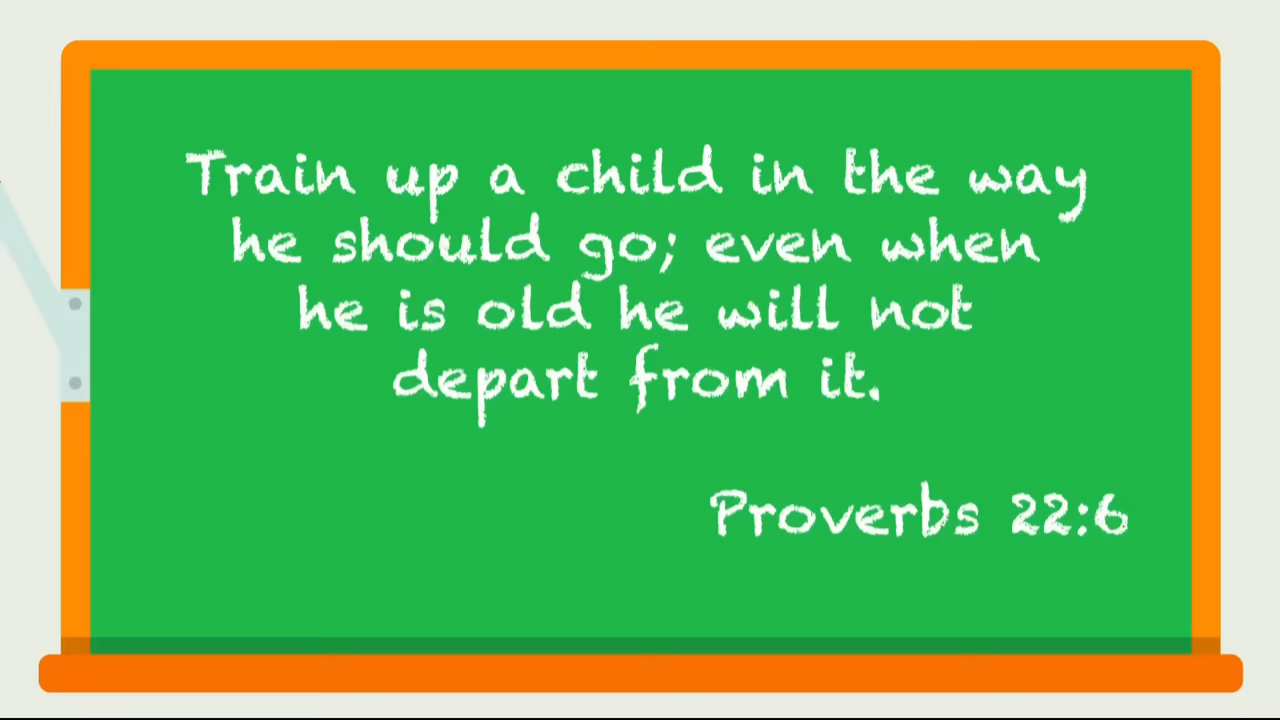 Train up a child in the way
he should go; even when
he is old he will not
depart from it.
Proverbs 22:6